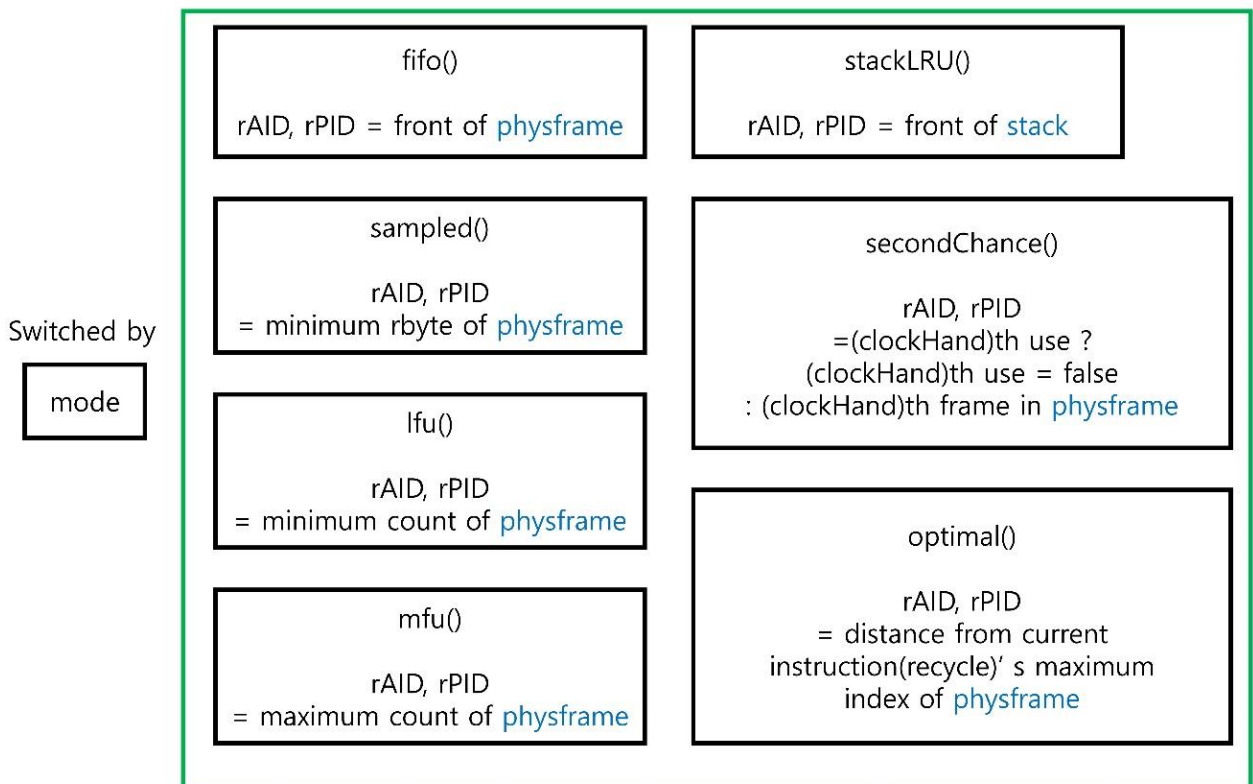 Switched by
mode
fifo()
rAID, rPID = front of physframe
sampled()
rAID, rPID
= minimum rbyte of physframe
lfu()
rAID, rPID
= minimum count of physframe
mfu()
rAID, rPID
= maximum count of physframe
stackLRU()
rAID, rPID = front of stack
secondChance()
rAID, rPID
=(clockHand)th use ?
(clockHand)th use = false
: (clockHand)th frame in physframe
optimal()
rAID, rPID
= distance from current
instruction(recycle)' s maximum
index of physframe